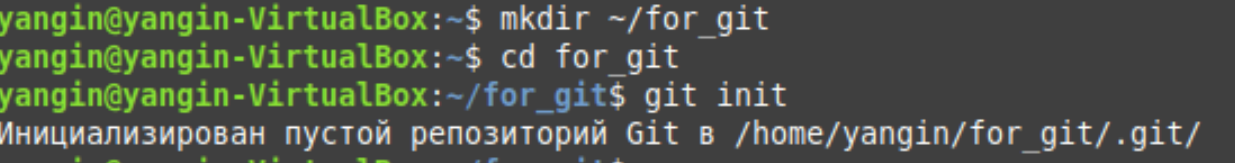 yangin@yangin-VirtualBox:~$ mkdir ~/for_git
yangin@yangin-VirtualBox:~$ cd for_git
yangin@yangin-VirtualBox:~/for_git$ git init
Инициализирован пустой репозиторий Git в /home/yangin/for_git/.git/